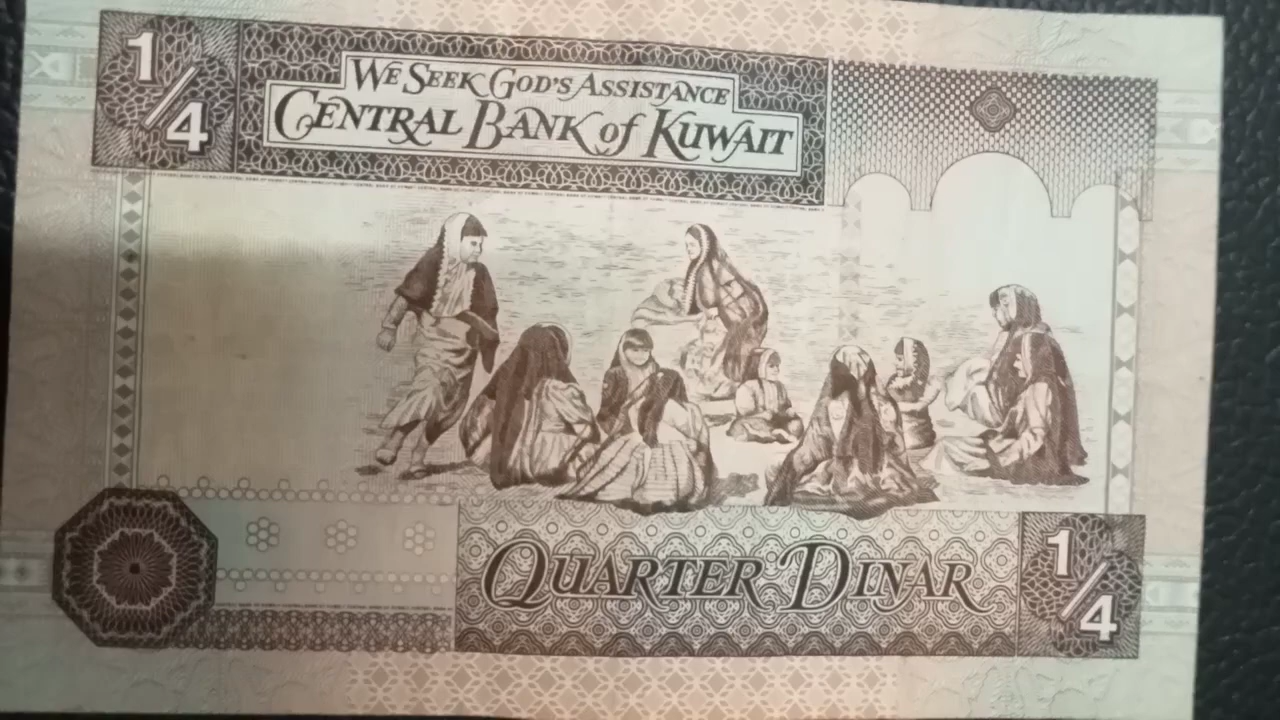 1/4
We Seek God's Assistance
Central Bank of Kuwait
Quarter Dinar
1/4